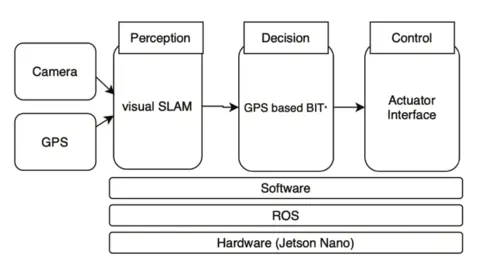 Perception
Decision
Control
Camera
GPS
visual SLAM
GPS based BIT*
Actuator
Interface
Software
ROS
Hardware (Jetson Nano)